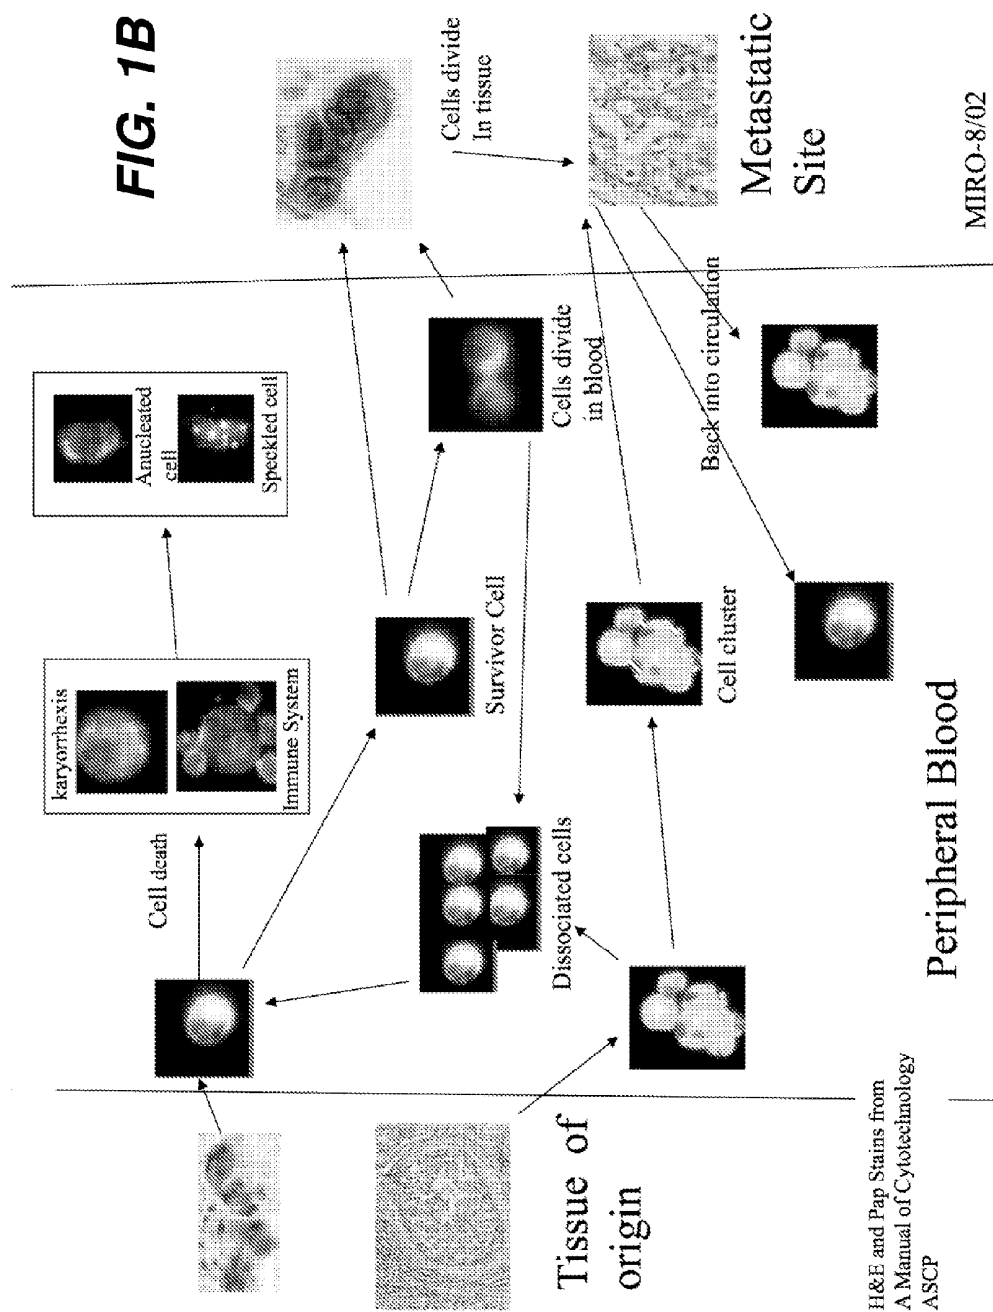 FIG. 1B
Tissue of
origin
H&E and Pap Stains from
A Manual of Cytotechnology
ASCP
Cell death
karyorrhexis
Immune System
Anucleated
cell
Speckled cell
Survivor Cell
Dissociated cells
Cells divide
in blood
Cell cluster
Back into circulation
Peripheral Blood
Cells divide
In tissue
Metastatic
Site
MIRO-8/02